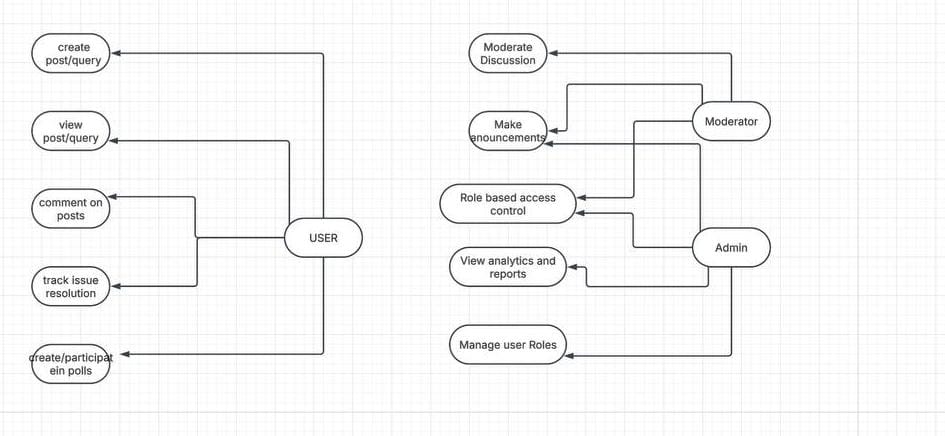 create
post/query
view
post/query
comment on
posts
track issue
resolution
create/participat
ein polls
USER
Moderate
Discussion
Make
anouncements
Role based access
control
View analytics and
reports
Manage user Roles
Moderator
Admin